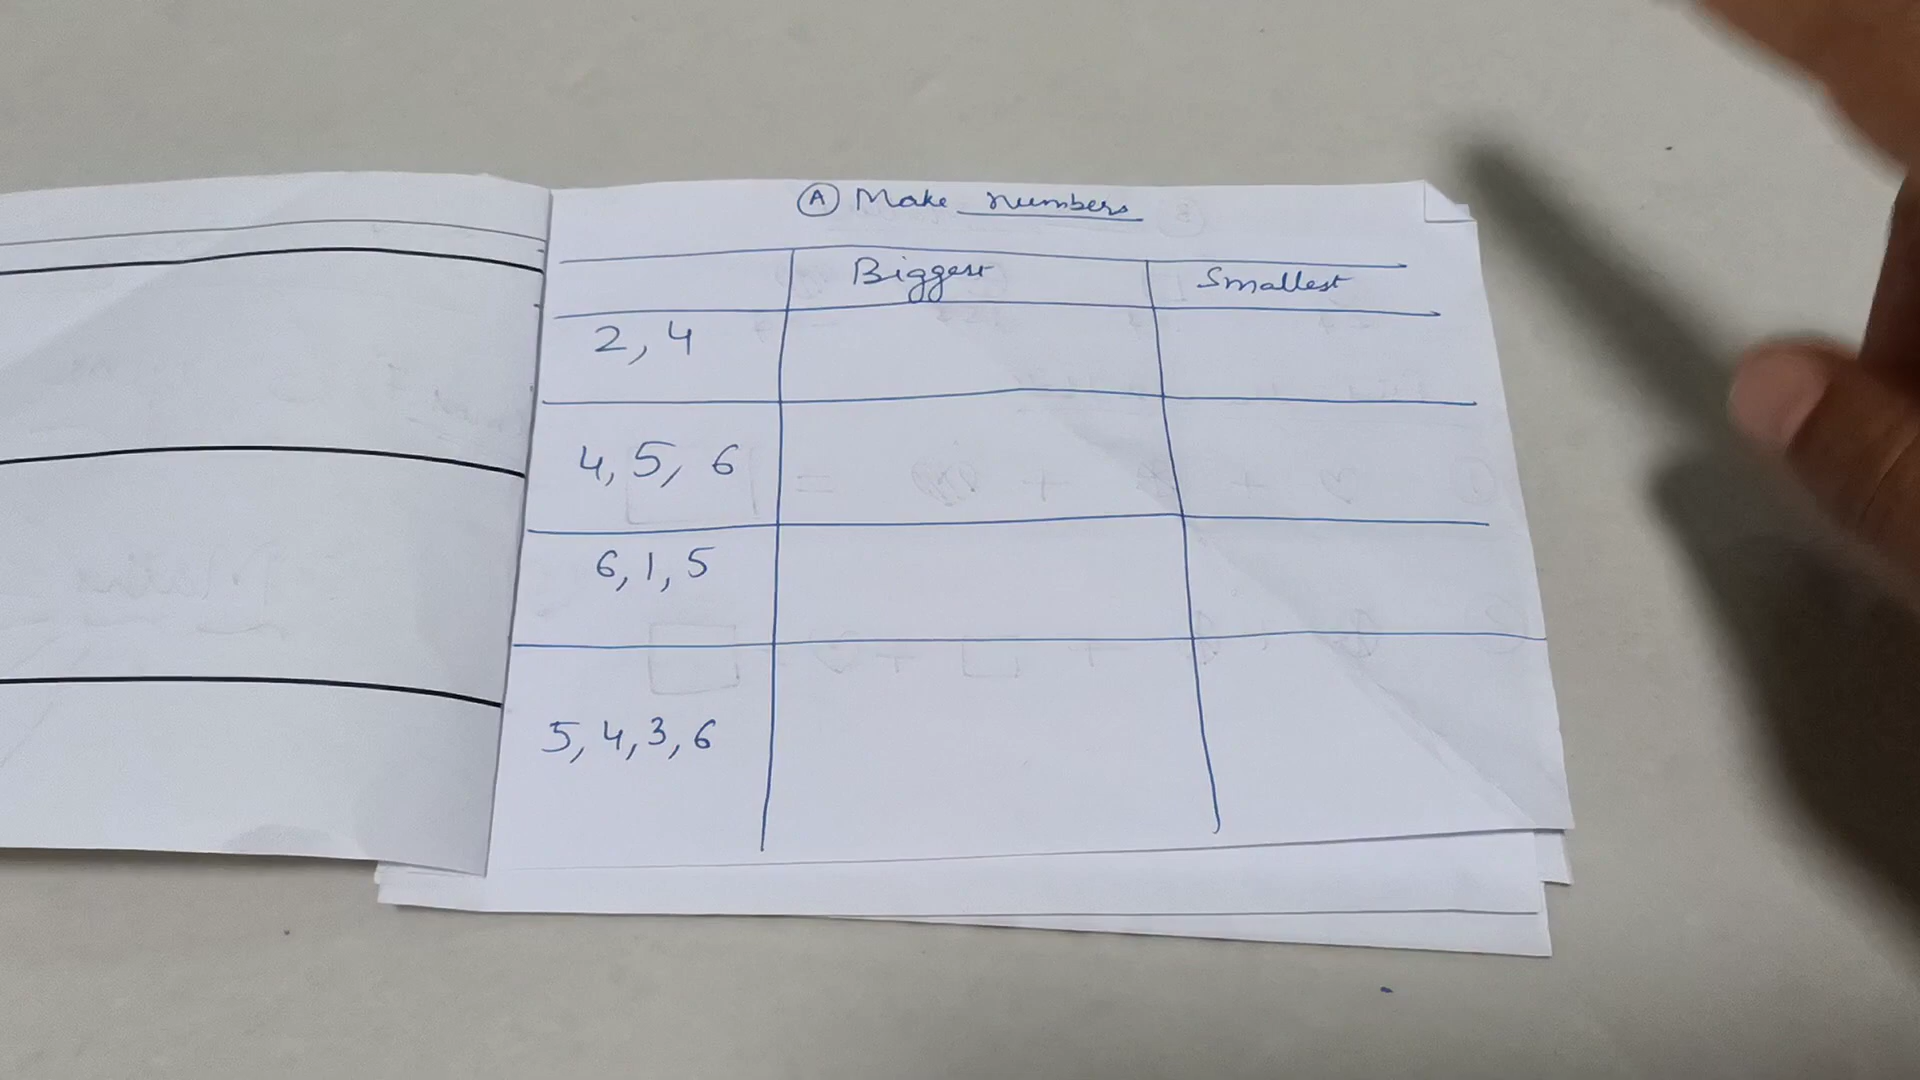 A Make numbers
Biggest Smallest
2, 4
4, 5, 6
6, 1, 5
5, 4, 3, 6